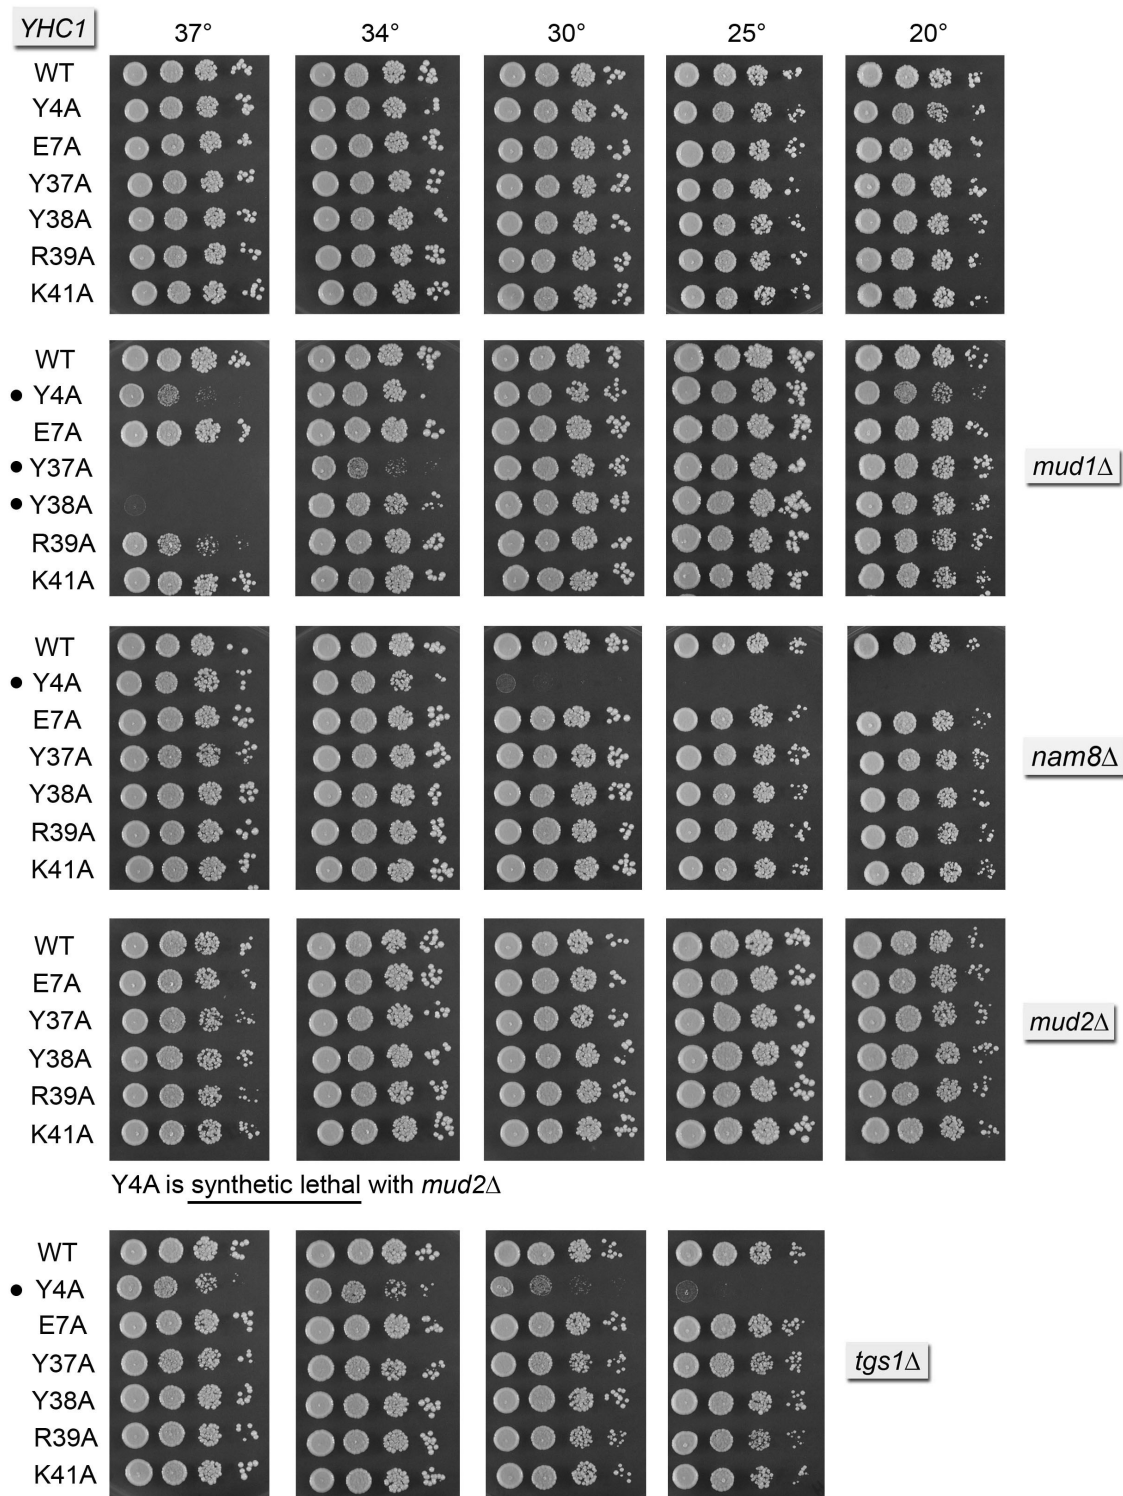 YHC1 37° 34° 30° 25° 20°
WT
Y4A
E7A
Y37A
Y38A
R39A
K41A
WT
● Y4A
E7A
● Y37A
mud1Δ
● Y38A
R39A
K41A
WT
● Y4A
E7A
Y37A
nam8Δ
Y38A
R39A
K41A
WT
E7A
Y37A
mud2Δ
Y38A
R39A
K41A
Y4A is synthetic lethal with mud2Δ
WT
● Y4A
E7A
Y37A
tgs1Δ
Y38A
R39A
K41A